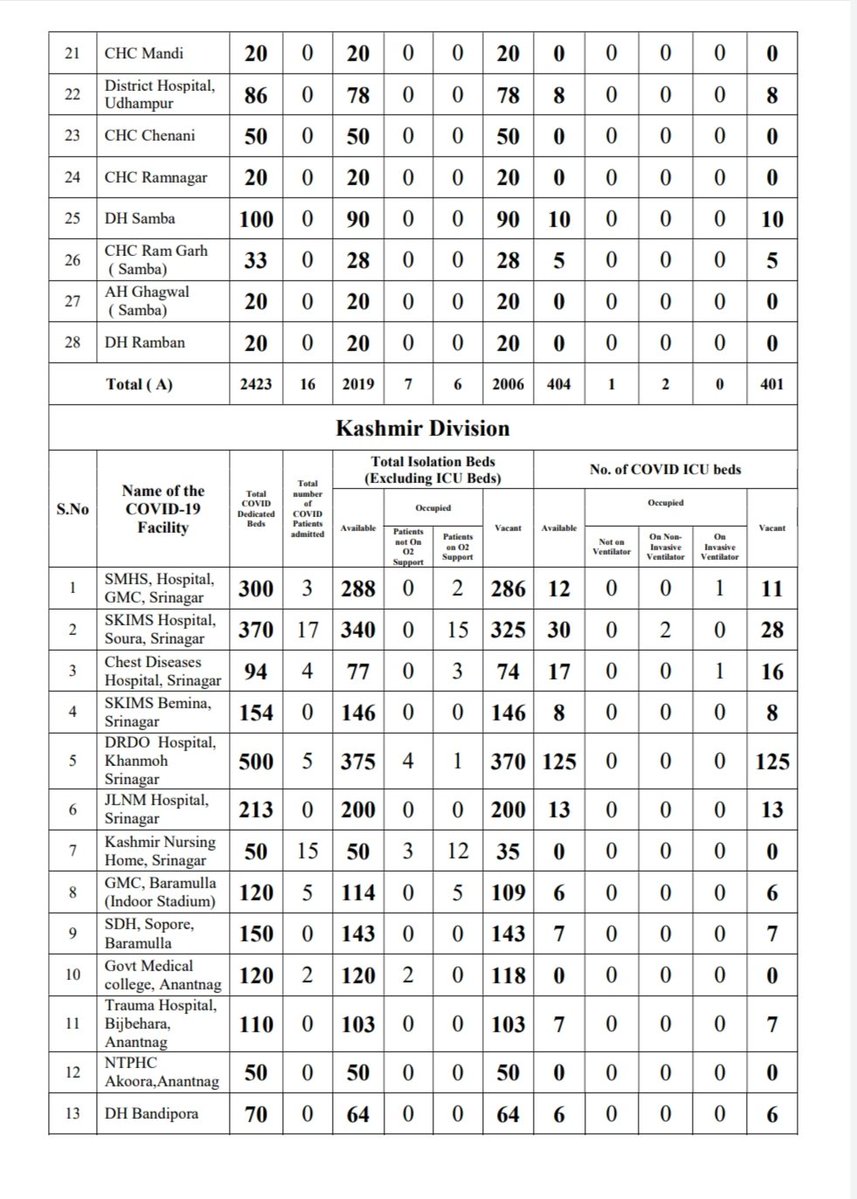 21 CHC Mandi 20 0 20 0 0 20 0 0 0 0 0
22 District Hospital, Udhampur 86 0 78 0 0 78 8 0 0 0 8
23 CHC Chenani 50 0 50 0 0 50 0 0 0 0 0
24 CHC Ramnagar 20 0 20 0 0 20 0 0 0 0 0
25 DH Samba 100 0 90 0 0 90 10 0 0 0 10
26 CHC Ram Garh ( Samba) 33 0 28 0 0 28 5 0 0 0 5
27 AH Ghagwal ( Samba) 20 0 20 0 0 20 0 0 0 0 0
28 DH Ramban 20 0 20 0 0 20 0 0 0 0 0
Total ( A) 2423 16 2019 7 6 2006 404 1 2 0 401
Kashmir Division
S.No
Name of the COVID-19 Facility
Total COVID Dedicated Beds
Total number of COVID Patients admitted
Total Isolation Beds (Excluding ICU Beds)
Available
Occupied
Patients not On O2 Support
Patients on O2 Support
Vacant
No. of COVID ICU beds
Available
Occupied
Not on Ventilator
On Non-Invasive Ventilator
On Invasive Ventilator
Vacant
1 SMHS, Hospital, GMC, Srinagar 300 3 288 0 2 286 12 0 0 1 11
2 SKIMS Hospital, Soura, Srinagar 370 17 340 0 15 325 30 0 2 0 28
3 Chest Diseases Hospital, Srinagar 94 4 77 0 3 74 17 0 0 1 16
4 SKIMS Bemina, Srinagar 154 0 146 0 0 146 8 0 0 0 8
5 DRDO Hospital, Khanmoh Srinagar 500 5 375 4 1 370 125 0 0 0 125
6 JLNM Hospital, Srinagar 213 0 200 0 0 200 13 0 0 0 13
7 Kashmir Nursing Home, Srinagar 50 15 50 3 12 35 0 0 0 0 0
8 GMC, Baramulla (Indoor Stadium) 120 5 114 0 5 109 6 0 0 0 6
9 SDH, Sopore, Baramulla 150 0 143 0 0 143 7 0 0 0 7
10 Govt Medical college, Anantnag 120 2 120 2 0 118 0 0 0 0 0
11 Trauma Hospital, Bijbehara, Anantnag 110 0 103 0 0 103 7 0 0 0 7
12 NTPHC Akoora,Anantnag 50 0 50 0 0 50 0 0 0 0 0
13 DH Bandipora 70 0 64 0 0 64 6 0 0 0 6